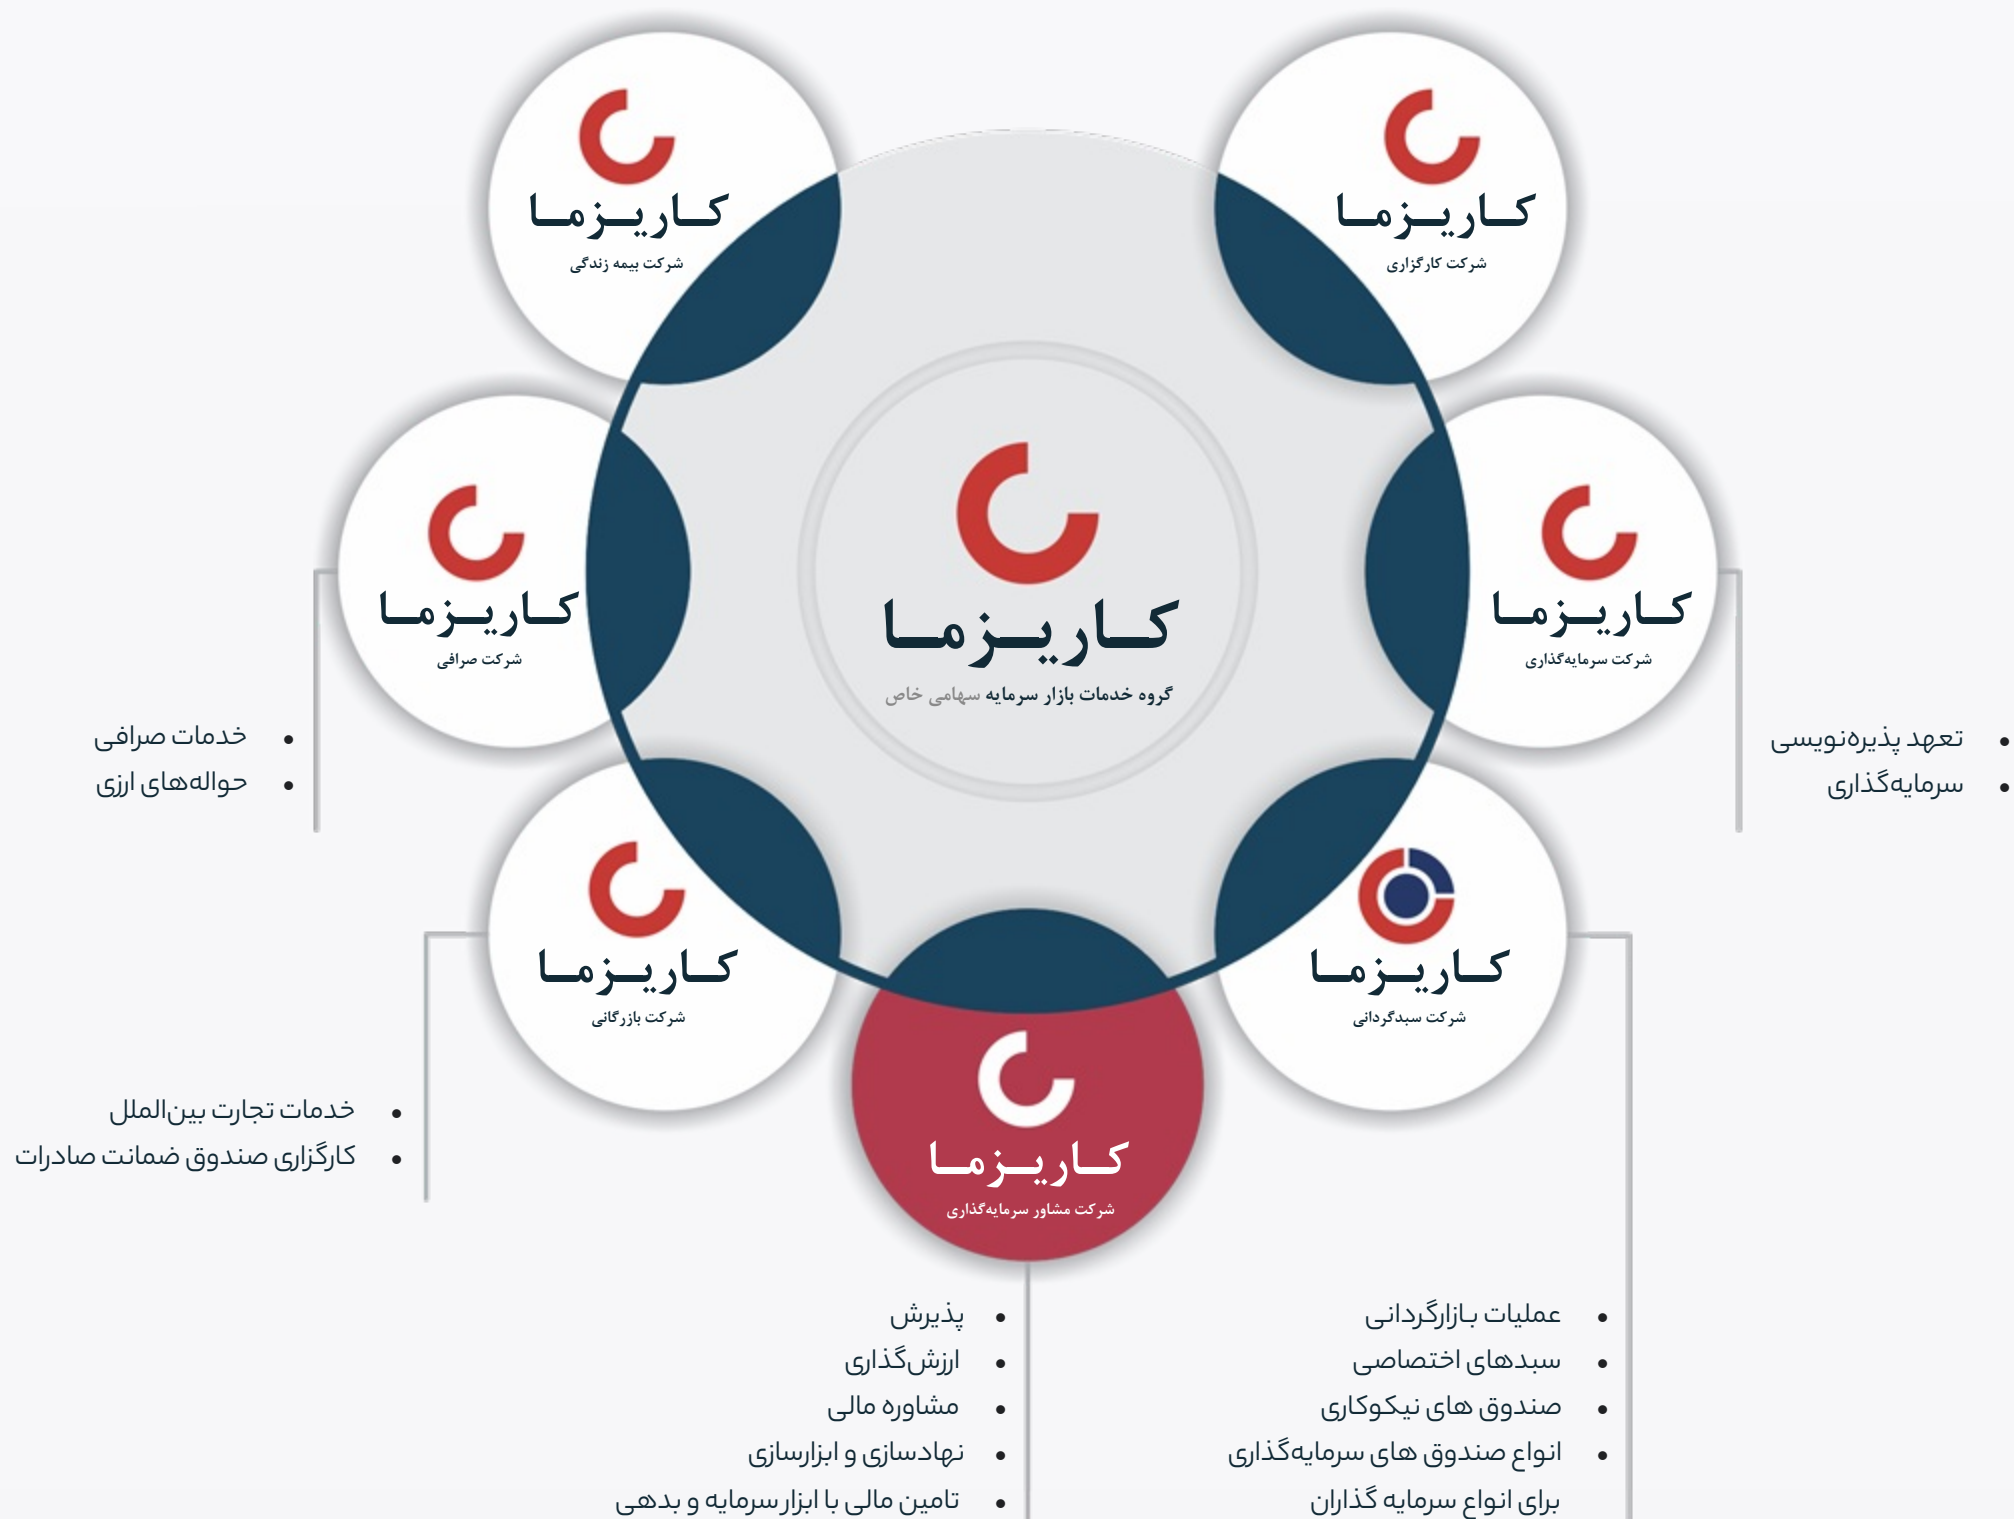 کاریزما
شرکت کارگزاری
کاریزما
شرکت بیمه زندگی
کاریزما
شرکت سرمایه‌گذاری
تعهد پذیره‌نویسی
سرمایه‌گذاری
کاریزما
گروه خدمات بازار سرمایه سهامی خاص
کاریزما
شرکت صرافی
خدمات صرافی
حواله‌های ارزی
کاریزما
شرکت سبدگردانی
عملیات بازارگردانی
سبدهای اختصاصی
صندوق های نیکوکاری
انواع صندوق های سرمایه‌گذاری
برای انواع سرمایه گذاران
کاریزما
شرکت مشاور سرمایه‌گذاری
پذیرش
ارزش‌گذاری
مشاوره مالی
نهادسازی و ابزارسازی
تامین مالی با ابزار سرمایه و بدهی
کاریزما
شرکت بازرگانی
خدمات تجارت بین‌الملل
کارگزاری صندوق ضمانت صادرات